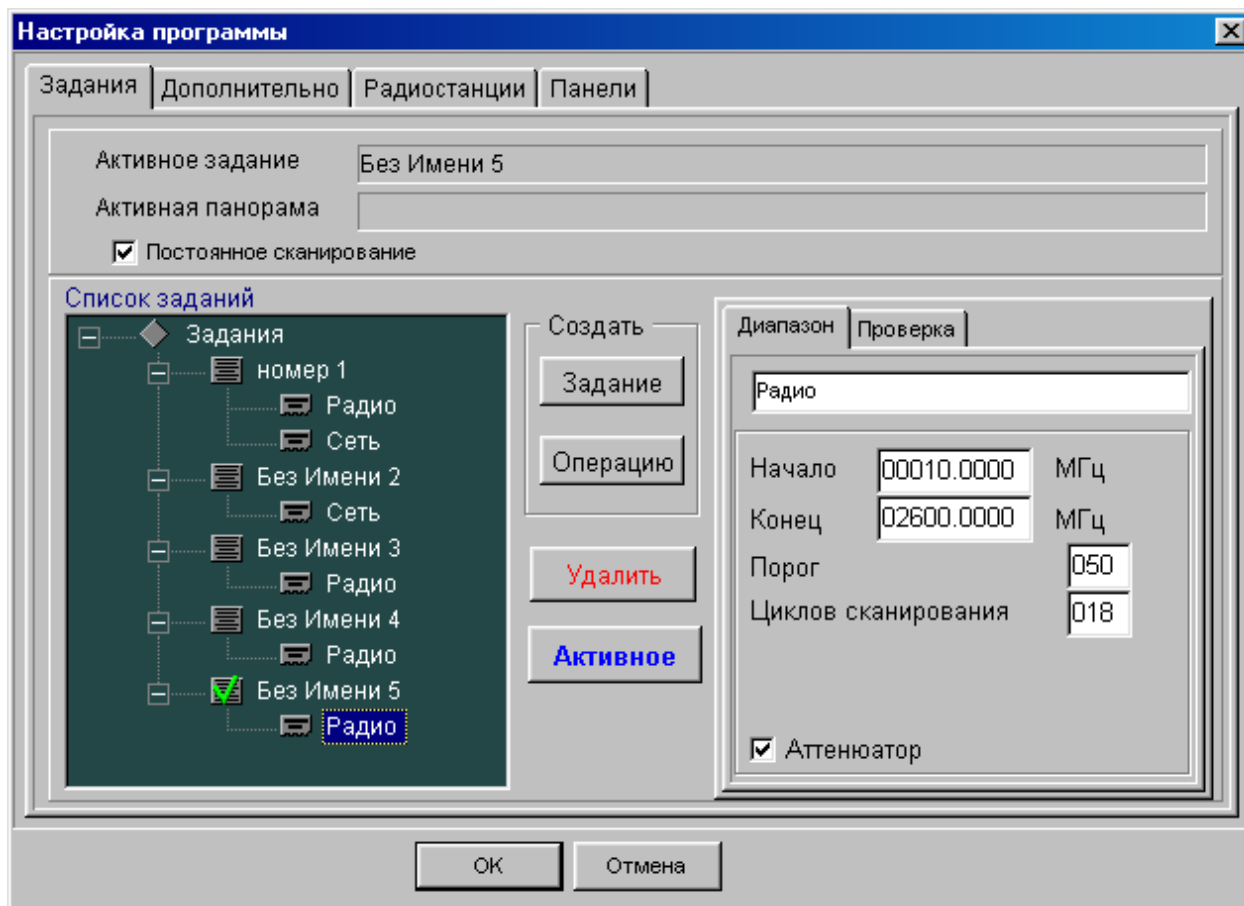 Настройка программы
Задания Дополнительно Радиостанции Панели
Активное задание Без Имени 5
Активная панорама
Постоянное сканирование
Список заданий
Задания
номер 1
Радио
Сеть
Без Имени 2
Сеть
Без Имени 3
Радио
Без Имени 4
Радио
Без Имени 5
Радио
Создать
Задание
Операцию
Удалить
Активное
Диапазон Проверка
Радио
Начало 00010.0000 МГц
Конец 02600.0000 МГц
Порог 050
Циклов сканирования 018
Аттенюатор
OK Отмена